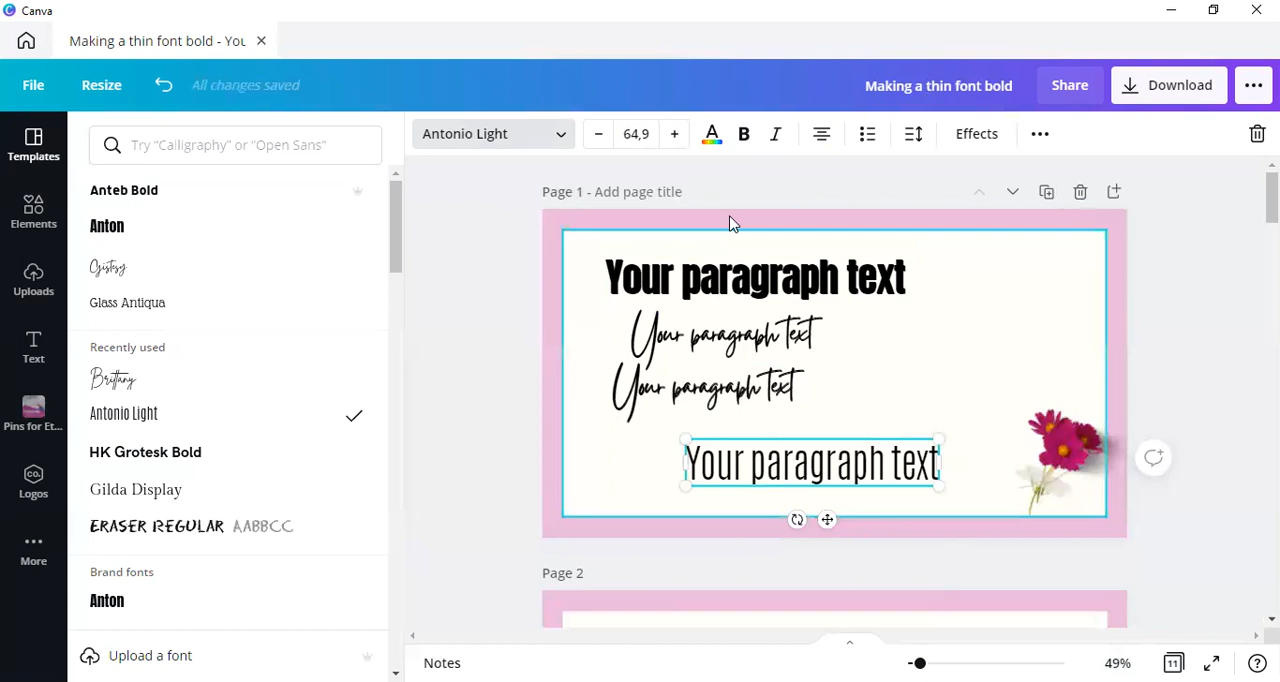 Canva
Making a thin font bold - You
File
Resize
All changes saved
Making a thin font bold
Share
Download
Templates
Elements
Uploads
Text
Pins for Et...
Logos
More
Try “Calligraphy” or “Open Sans”
Anteb Bold
Anton
Gistesy
Glass Antiqua
Recently used
Brittany
Antonio Light
HK Grotesk Bold
Gilda Display
ERASER REGULAR AABBCC
Brand fonts
Anton
Upload a font
Antonio Light
– 64,9 +
A B I
Effects
Page 1 - Add page title
Your paragraph text
Your paragraph text
Your paragraph text
Your paragraph text
Page 2
Notes
49%
11
?